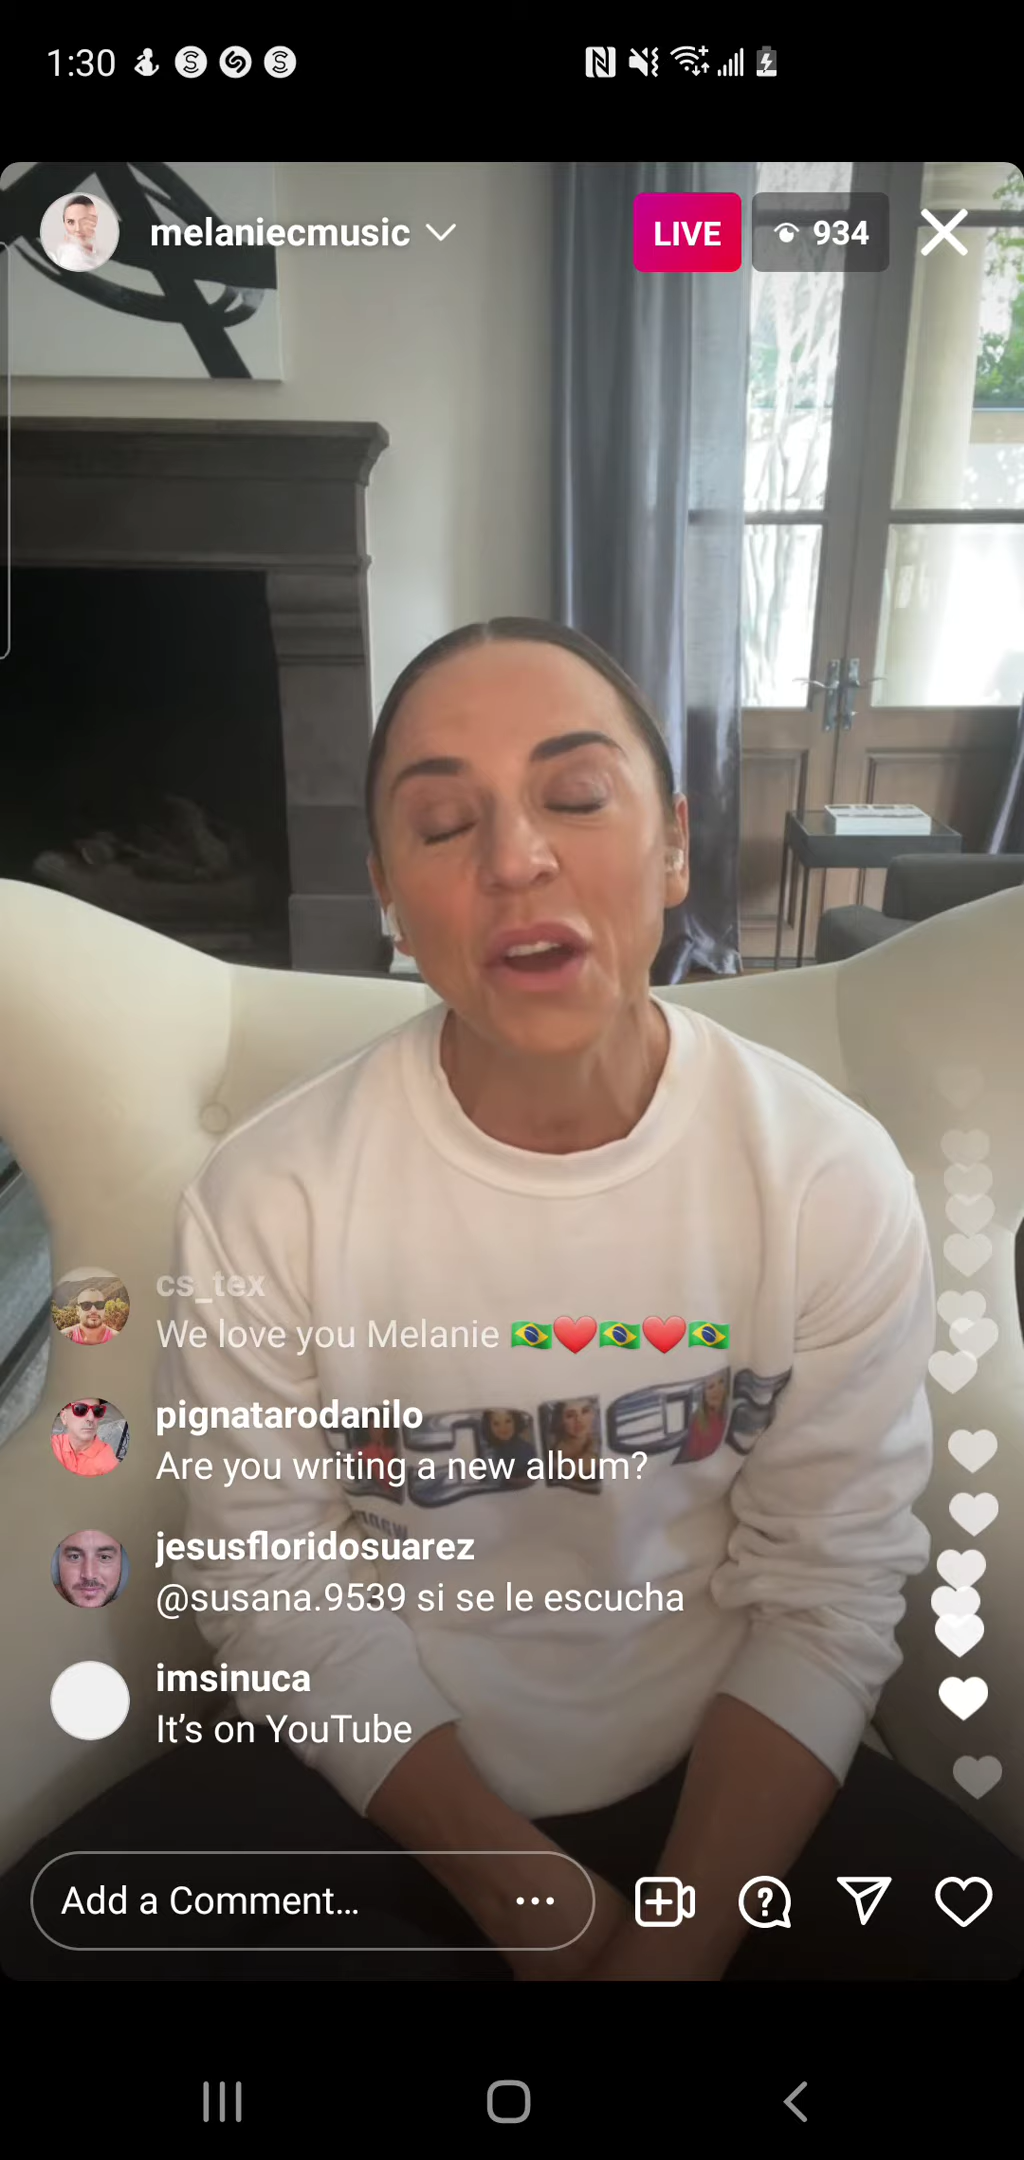 1:30
melaniecmusic
LIVE
934
cs_tex
We love you Melanie 🇧🇷❤️🇧🇷❤️🇧🇷
pignatarodanilo
Are you writing a new album?
jesusfloridosuarez
@susana.9539 si se le escucha
imsinuca
It’s on YouTube
Add a Comment...